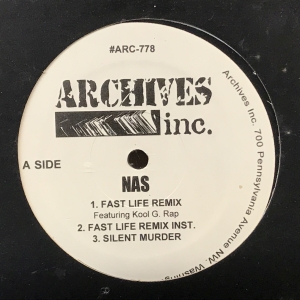 #ARC-778
ARCHIVES
inc.
A SIDE
NAS
1. FAST LIFE REMIX
Featuring Kool G. Rap
2. FAST LIFE REMIX INST.
3. SILENT MURDER
Archives Inc. 700 Pennsylvania Avenue NW. Washing